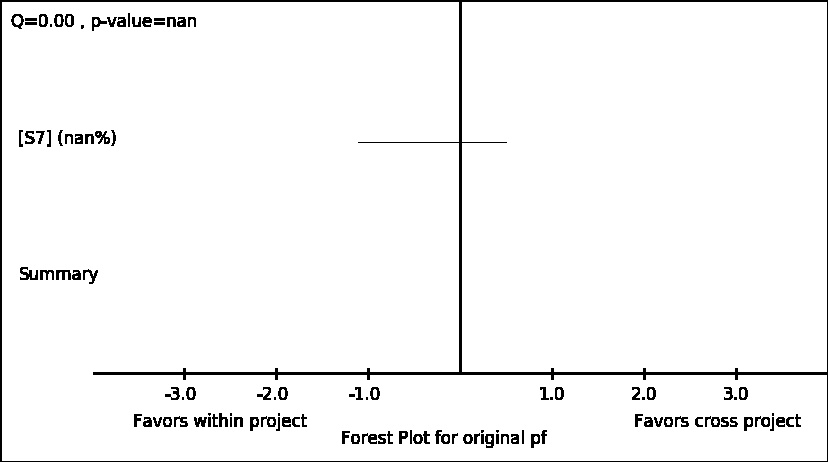 Q=0.00 , p-value=nan
[S7] (nan%)
Summary
-3.0 -2.0 -1.0 1.0 2.0 3.0
Favors within project Favors cross project
Forest Plot for original pf